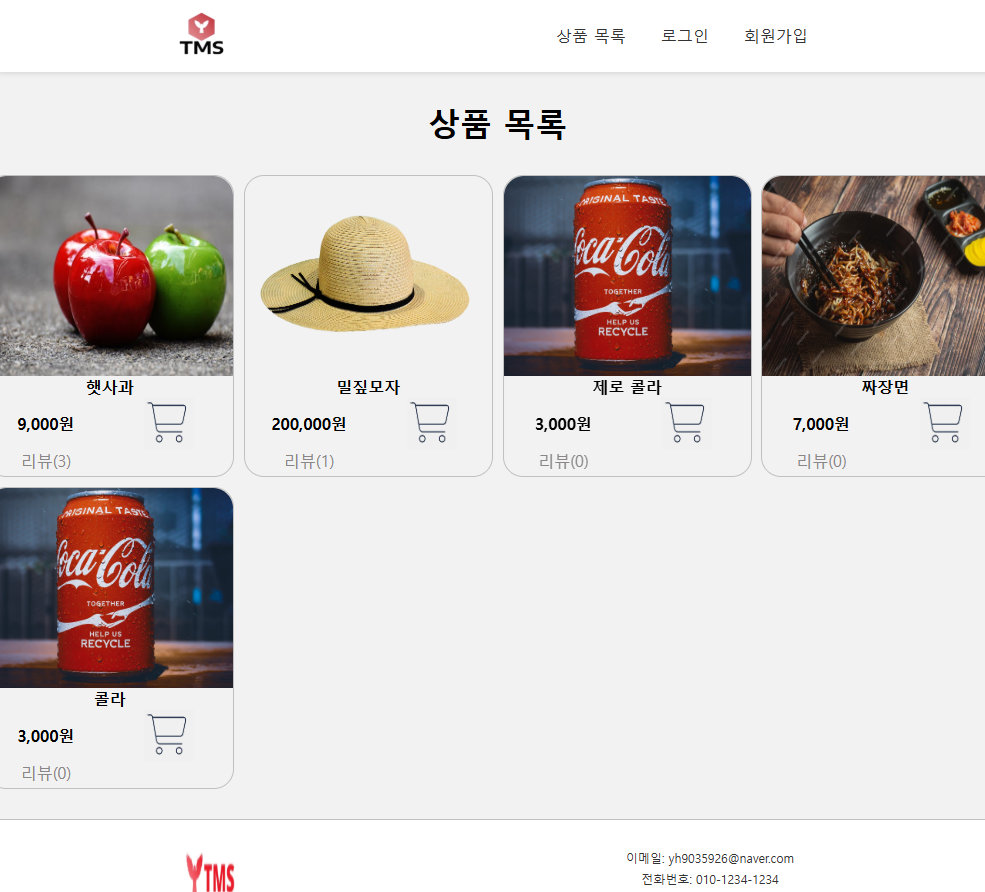 TMS
상품 목록 로그인 회원가입
상품 목록
ORIGINAL TASTE
Coca-Cola
TOGETHER
HELP US
RECYCLE
햇사과 밀짚모자 제로 콜라 짜장면
9,000원 200,000원 3,000원 7,000원
리뷰(3) 리뷰(1) 리뷰(0) 리뷰(0)
ORIGINAL TASTE
Coca-Cola
TOGETHER
HELP US
RECYCLE
콜라
3,000원
리뷰(0)
TMS
이메일: yh9035926@naver.com
전화번호: 010-1234-1234